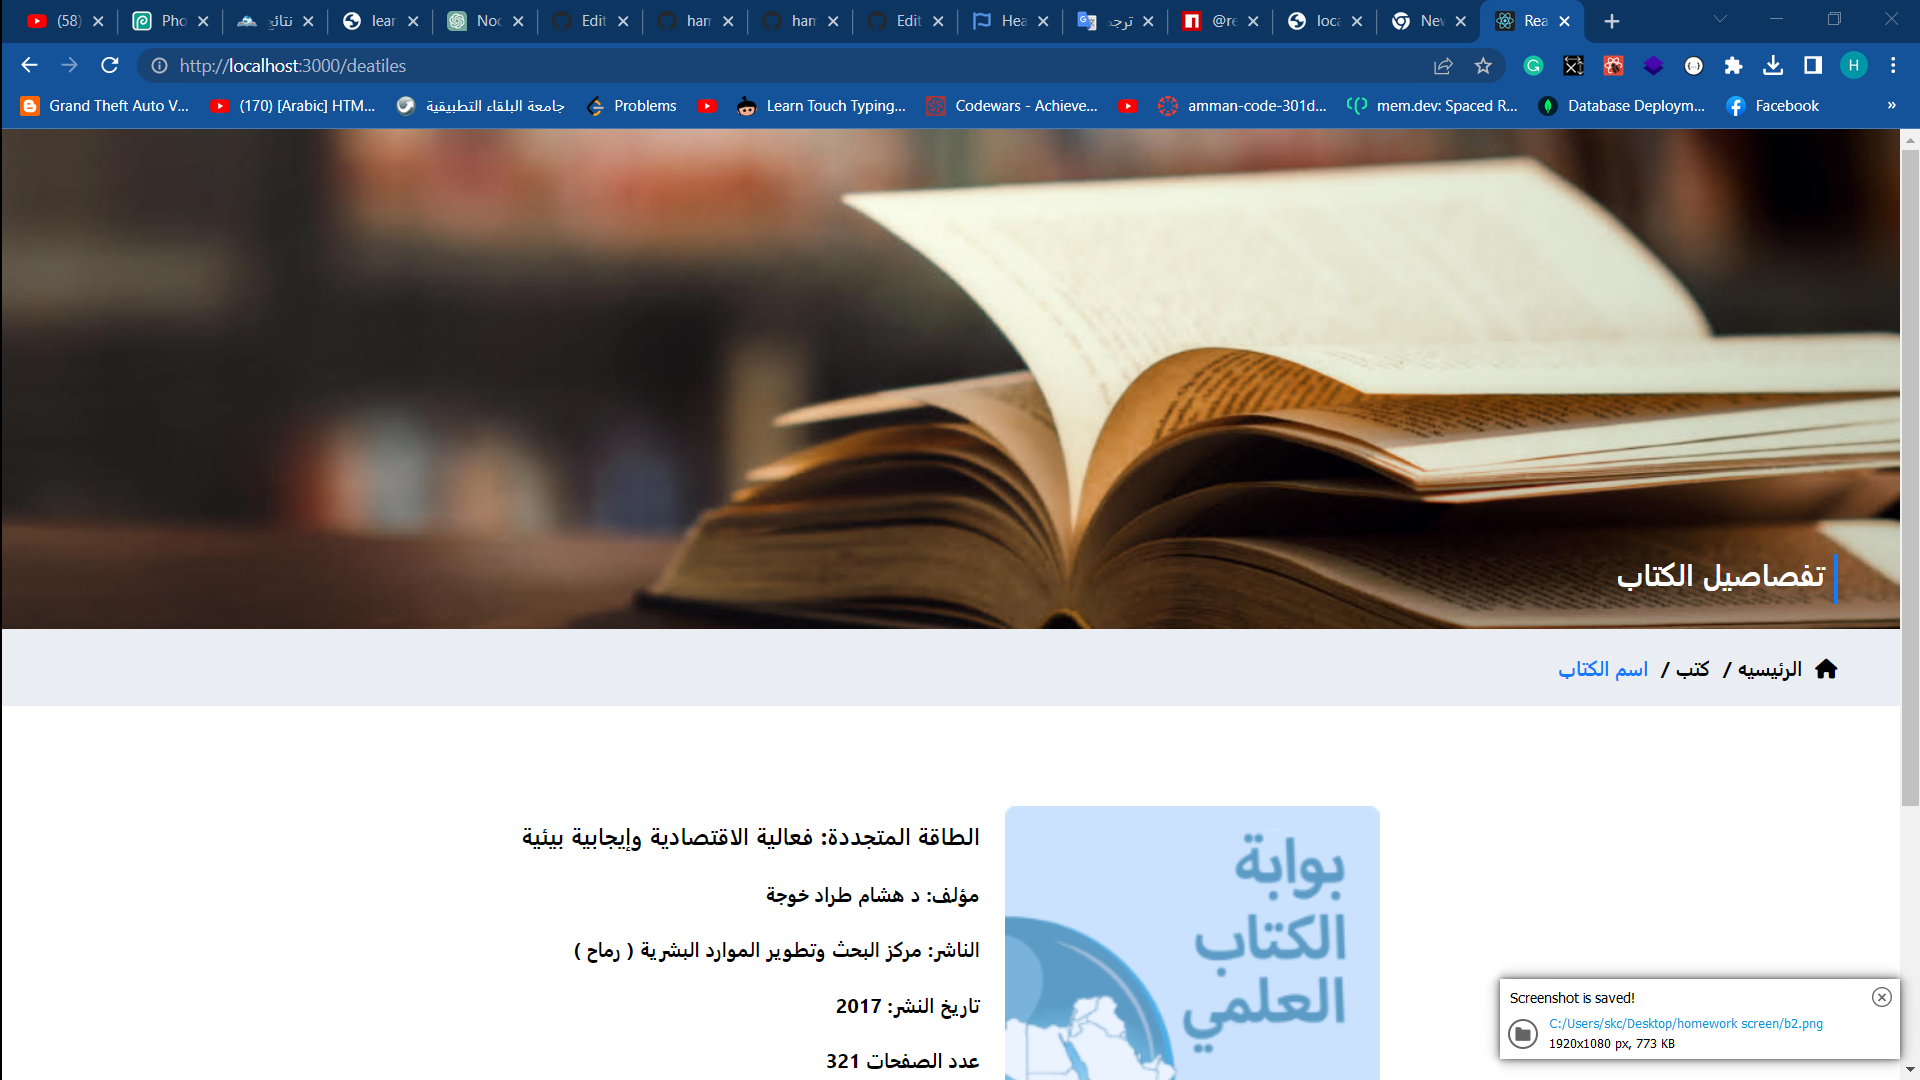 (58)
Pho
نتائج
lear
Noc
Edit
ham
ham
Edit
Hea
ترجم
@re
loca
Nev
Rea
http://localhost:3000/deatiles
H
Grand Theft Auto V...
(170) [Arabic] HTM...
جامعة البلقاء التطبيقية
Problems
Learn Touch Typing...
Codewars - Achieve...
amman-code-301d...
mem.dev: Spaced R...
Database Deploym...
Facebook
»
تفصاصيل الكتاب
الرئيسيه / كتب / اسم الكتاب
الطاقة المتجددة: فعالية الاقتصادية وإيجابية بيئية
مؤلف: د هشام طراد خوجة
الناشر: مركز البحث وتطوير الموارد البشرية ( رماح )
تاريخ النشر: 2017
عدد الصفحات 321
بوابة
الكتاب
العلمي
Screenshot is saved!
C:/Users/skc/Desktop/homework screen/b2.png
1920x1080 px, 773 KB